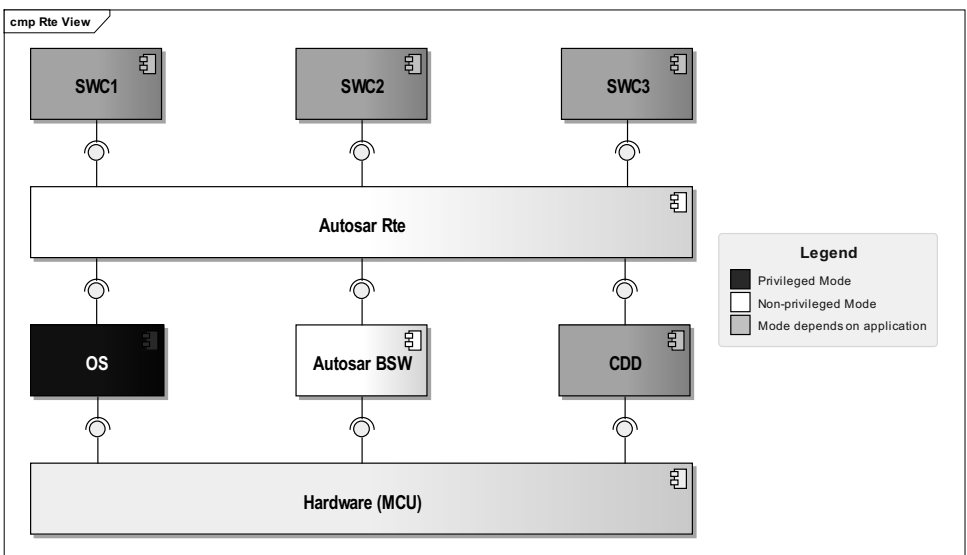 cmp Rte View
SWC1
SWC2
SWC3
Autosar Rte
Legend
Privileged Mode
Non-privileged Mode
Mode depends on application
OS
Autosar BSW
CDD
Hardware (MCU)